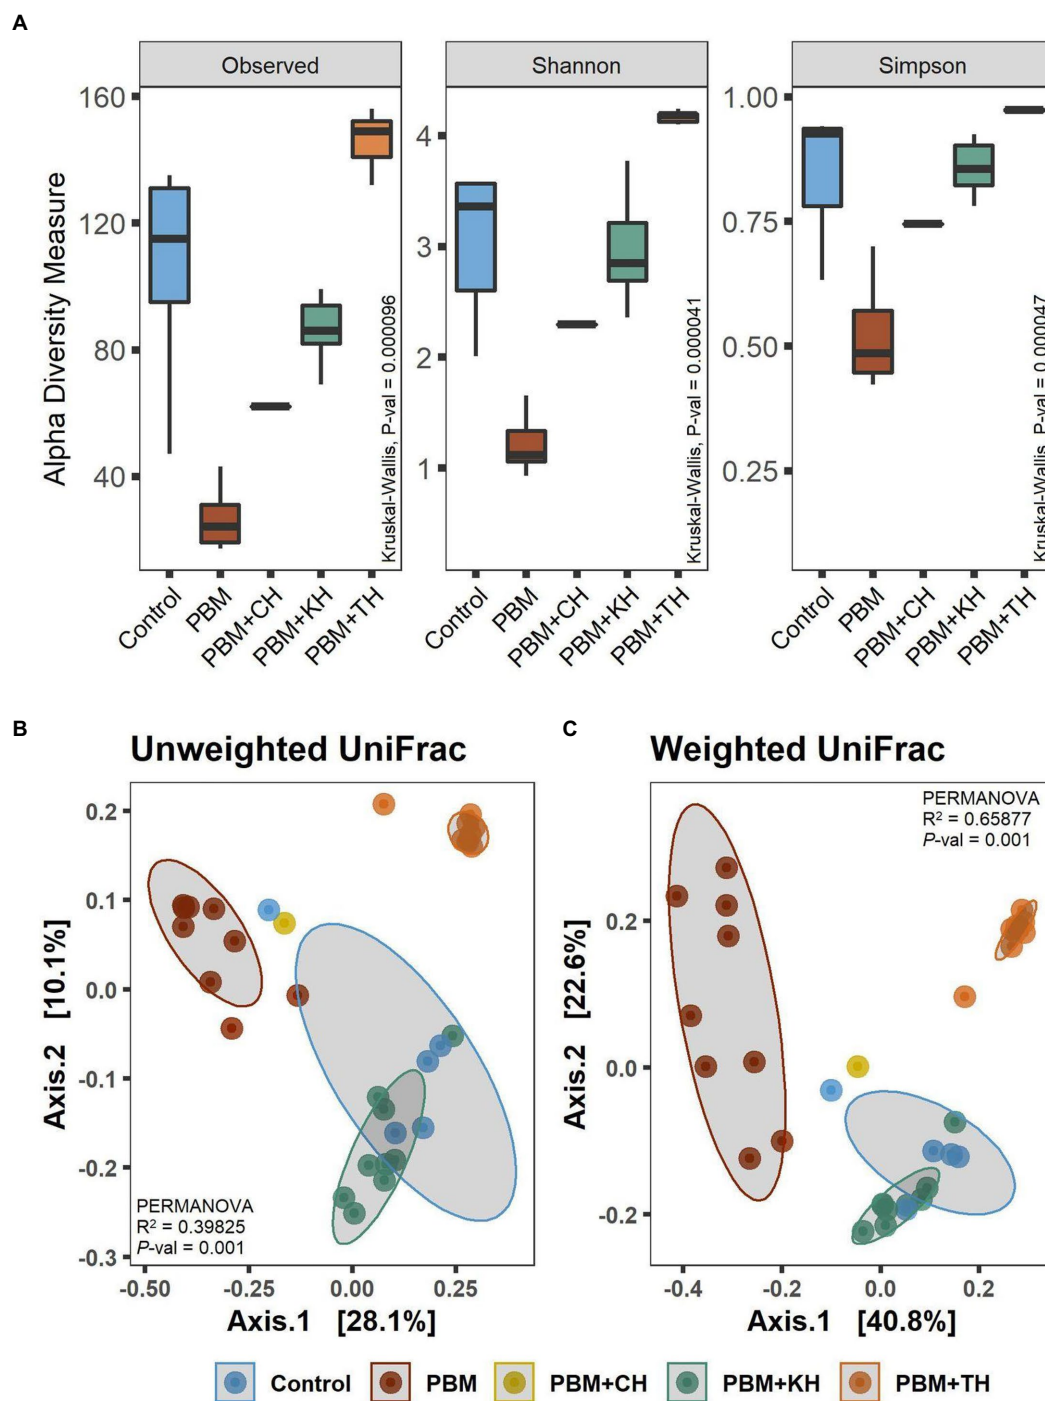 A
Observed
Shannon
Simpson
Alpha Diversity Measure
160
120
80
40
4
3
2
1
1.00
0.75
0.50
0.25
Kruskal-Wallis, P-val = 0.000096
Kruskal-Wallis, P-val = 0.000041
Kruskal-Wallis, P-val = 0.000047
Control
PBM
PBM+CH
PBM+KH
PBM+TH
Control
PBM
PBM+CH
PBM+KH
PBM+TH
Control
PBM
PBM+CH
PBM+KH
PBM+TH
B
Unweighted UniFrac
Axis.2 [10.1%]
0.2
0.1
0.0
-0.1
-0.2
-0.3
PERMANOVA
R² = 0.39825
P-val = 0.001
-0.50
-0.25
0.00
0.25
Axis.1 [28.1%]
C
Weighted UniFrac
Axis.2 [22.6%]
0.2
0.0
-0.2
PERMANOVA
R² = 0.65877
P-val = 0.001
-0.4
-0.2
0.0
0.2
Axis.1 [40.8%]
Control
PBM
PBM+CH
PBM+KH
PBM+TH